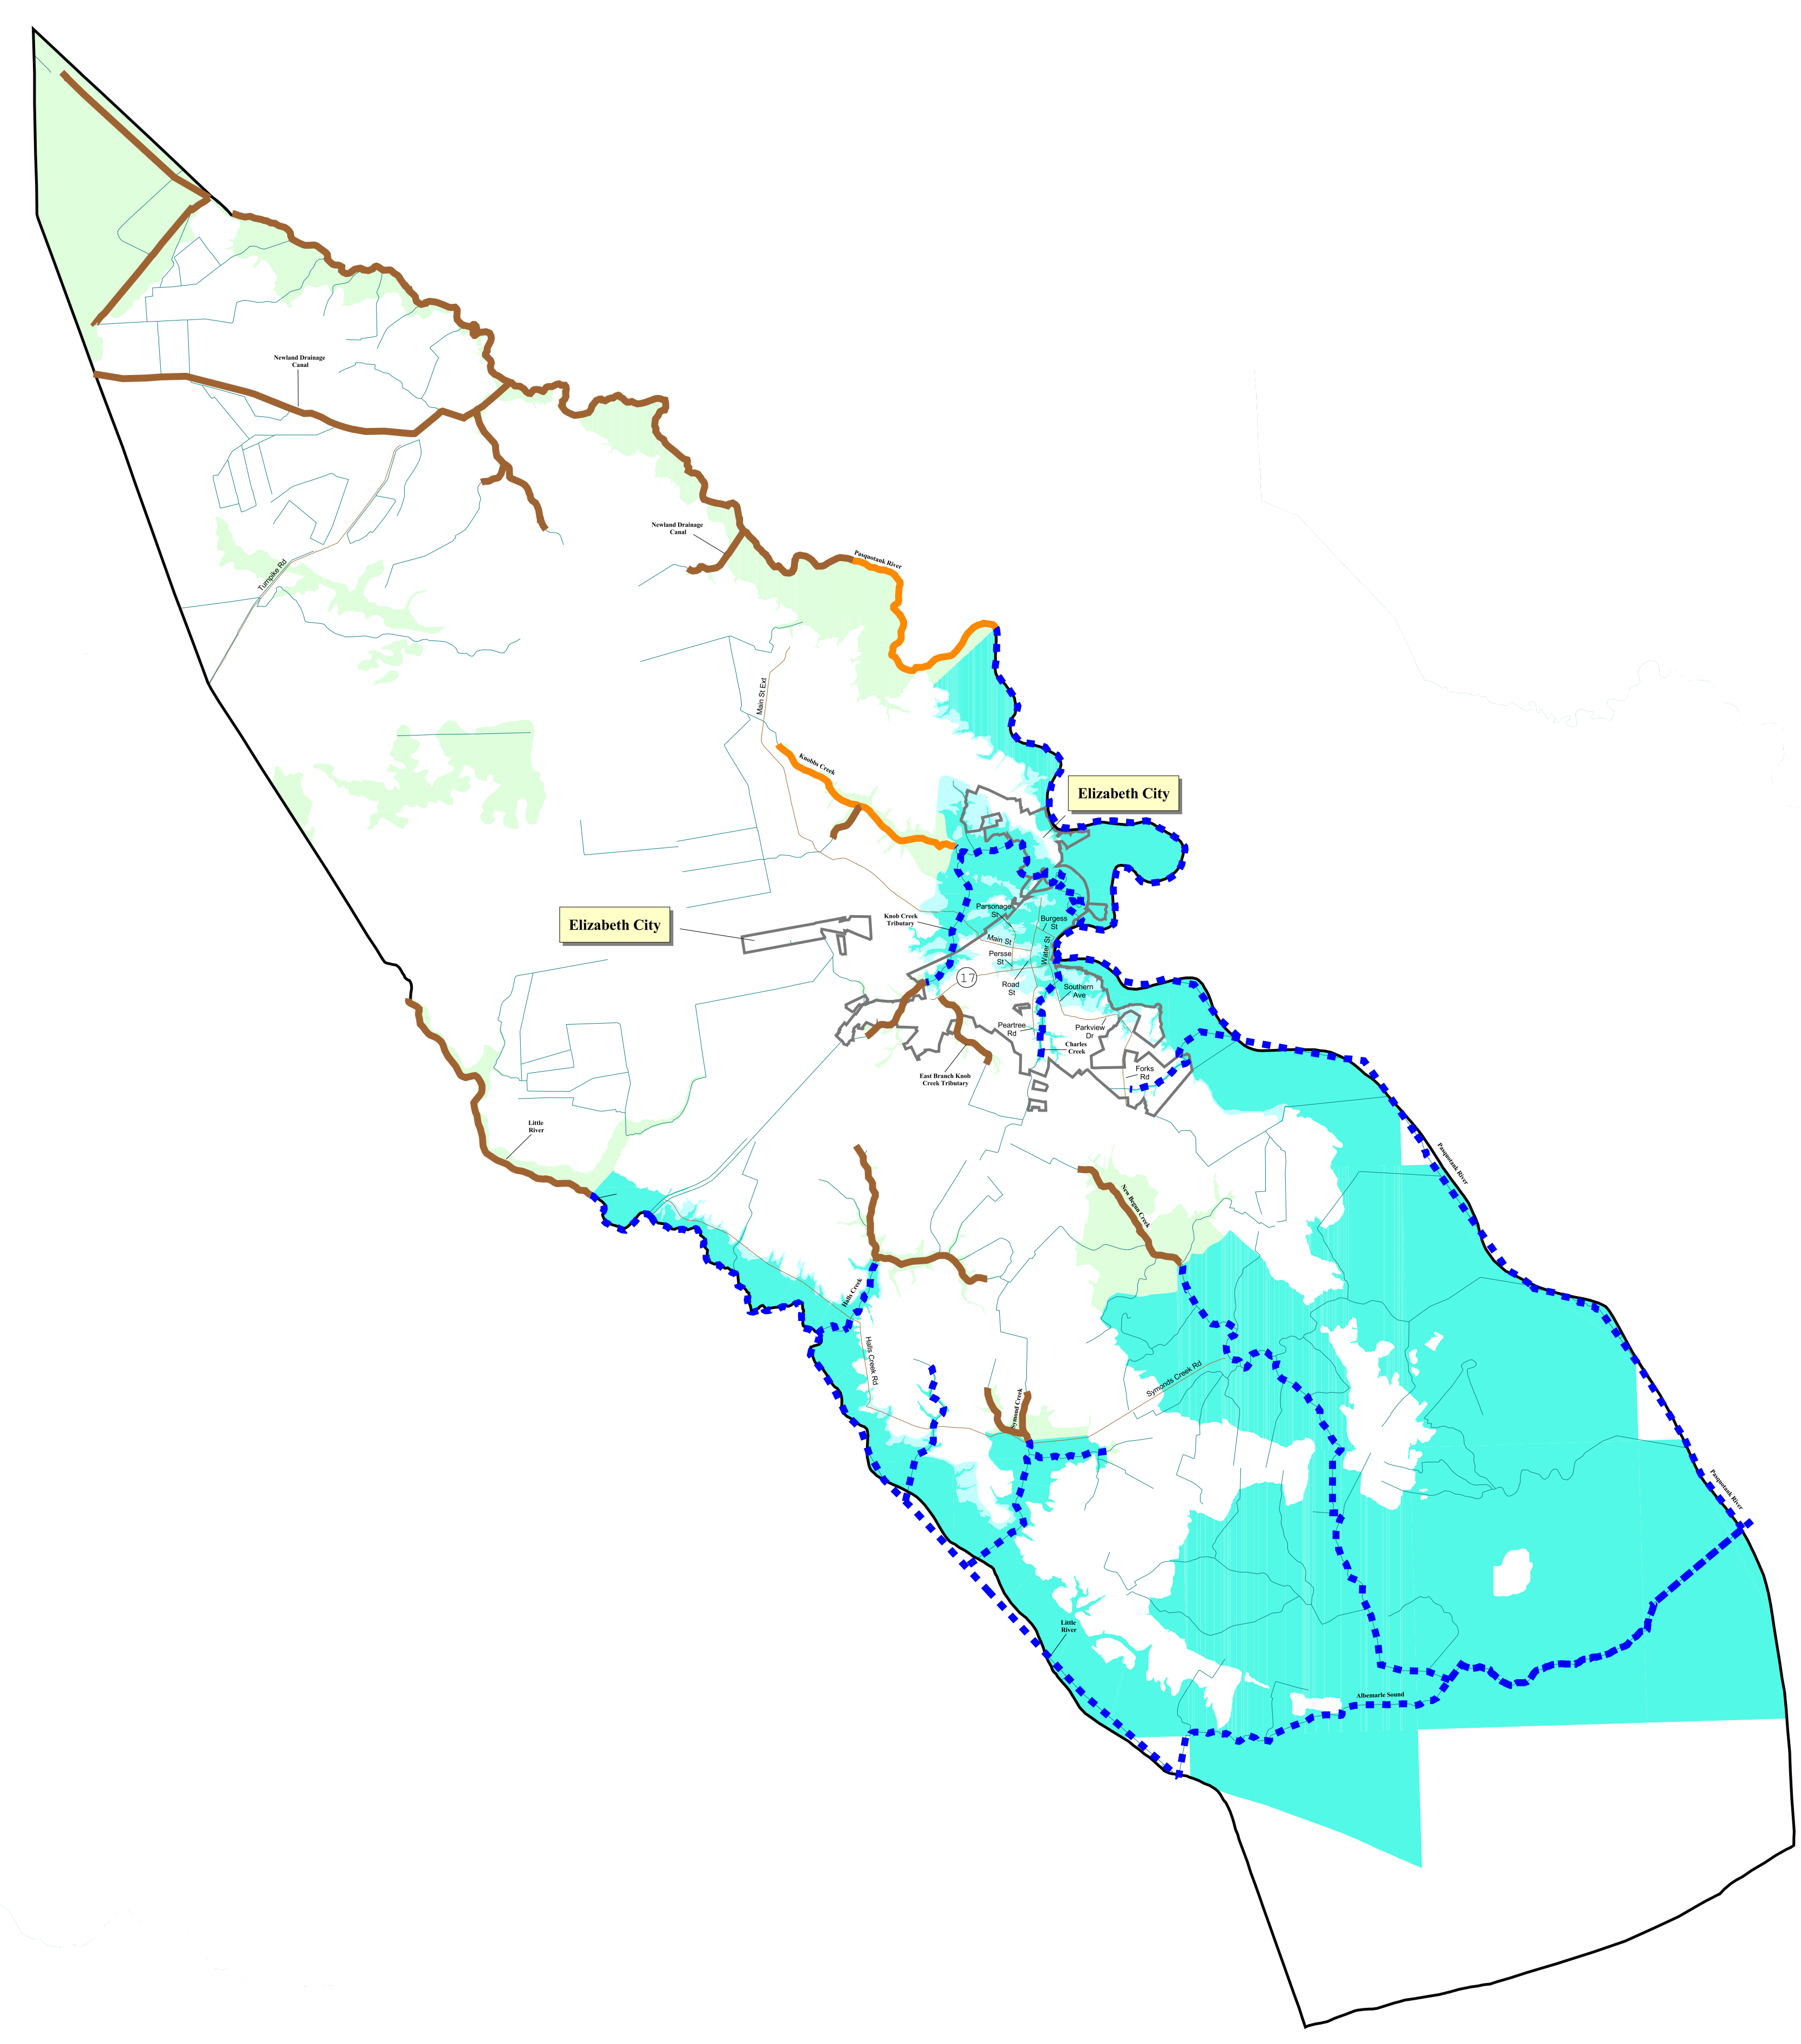 Newland Drainage
Canal
Newland Drainage
Canal
Pasquotank River
Turnpike Rd
Main St Ext
Knobbs Creek
Elizabeth City
Elizabeth City
Knob Creek
Tributary
Parsonage
St
Burgess
St
Main St
Water St
Persse
St
17
Road
St
Southern
Ave
Peartree
Rd
Parkview
Dr
Charles
Creek
Forks
Rd
East Branch Knob
Creek Tributary
Little
River
Pasquotank River
New Begun Creek
Halls Creek
Halls Creek Rd
Symonds Creek Rd
Symond Creek
Pasquotank River
Little
River
Albemarle Sound